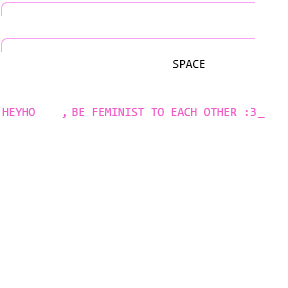 SPACE
HEYHO    , BE FEMINIST TO EACH OTHER :3_